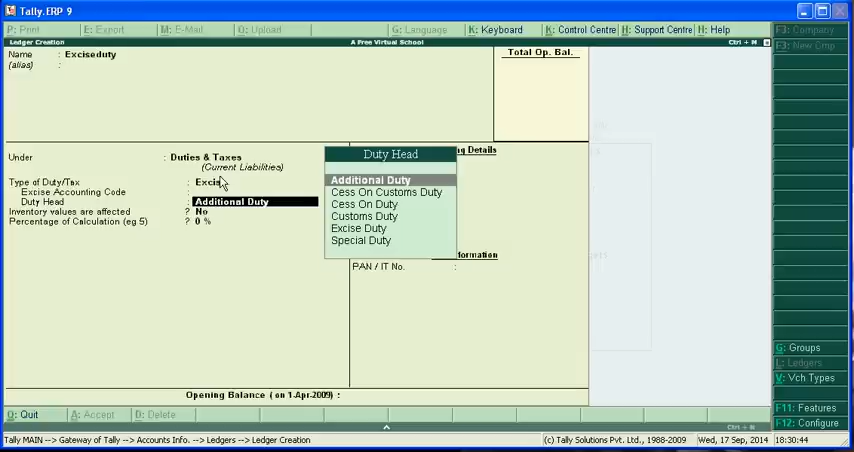 Tally.ERP 9
P: Print E: Export M: E-Mail O: Upload G: Language K: Keyboard K: Control Centre H: Support Centre H: Help F3: Company
Ledger Creation A Free Virtual School Ctrl + M
F3: New Cmp
Name : Exciseduty
(alias) :
Total Op. Bal.
Under : Duties & Taxes
(Current Liabilities)
Type of Duty/Tax : Excis
Excise Accounting Code :
Duty Head : Additional Duty
Inventory values are affected ? No
Percentage of Calculation (eg 5) ? 0 %
Duty Head
Additional Duty
Cess On Customs Duty
Cess On Duty
Customs Duty
Excise Duty
Special Duty
ng Details
formation
PAN / IT No. :
G: Groups
L: Ledgers
V: Vch Types
Opening Balance ( on 1-Apr-2009) :
F11: Features
Q: Quit A: Accept D: Delete
F12: Configure
Ctrl + N
Tally MAIN --> Gateway of Tally --> Accounts Info. --> Ledgers --> Ledger Creation (c) Tally Solutions Pvt. Ltd., 1988-2009 Wed, 17 Sep, 2014 18:30:44